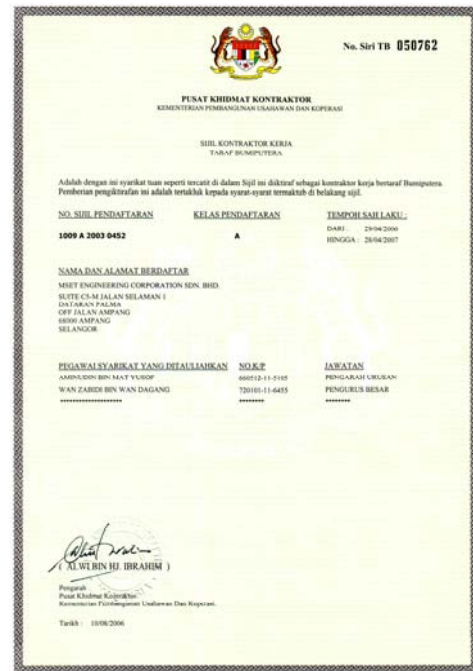 No. Siri TB 050762
PUSAT KHIDMAT KONTRAKTOR
KEMENTERIAN PEMBANGUNAN USAHAWAN DAN KOPERASI
SIJIL KONTRAKTOR KERJA
TARAF BUMIPUTERA
Adalah dengan ini syarikat tuan seperti tercatit di dalam Sijil ini diiktiraf sebagai kontraktor kerja bertaraf Bumiputera.
Pemberian pengiktirafan ini adalah tertakluk kepada syarat-syarat termaktub di belakang sijil.
NO. SIJIL PENDAFTARAN KELAS PENDAFTARAN TEMPOH SAH LAKU :
DARI : 29/04/2006
1009 A 2003 0452 A
HINGGA : 28/04/2007
NAMA DAN ALAMAT BERDAFTAR
MSET ENGINEERING CORPORATION SDN. BHD.
SUITE C5-M JALAN SELAMAN 1
DATARAN PALMA
OFF JALAN AMPANG
68000 AMPANG
SELANGOR
PEGAWAI SYARIKAT YANG DITAULIAHKAN NO.K/P JAWATAN
AMINUDIN BIN MAT YUSOF 660512-11-5105 PENGARAH URUSAN
WAN ZABIDI BIN WAN DAGANG 720101-11-6455 PENGURUS BESAR
******************** ******** ********
( ALWI BIN HJ. IBRAHIM )
Pengarah
Pusat Khidmat Kontraktor
Kementerian Pembangunan Usahawan Dan Koperasi.
Tarikh : 10/08/2006